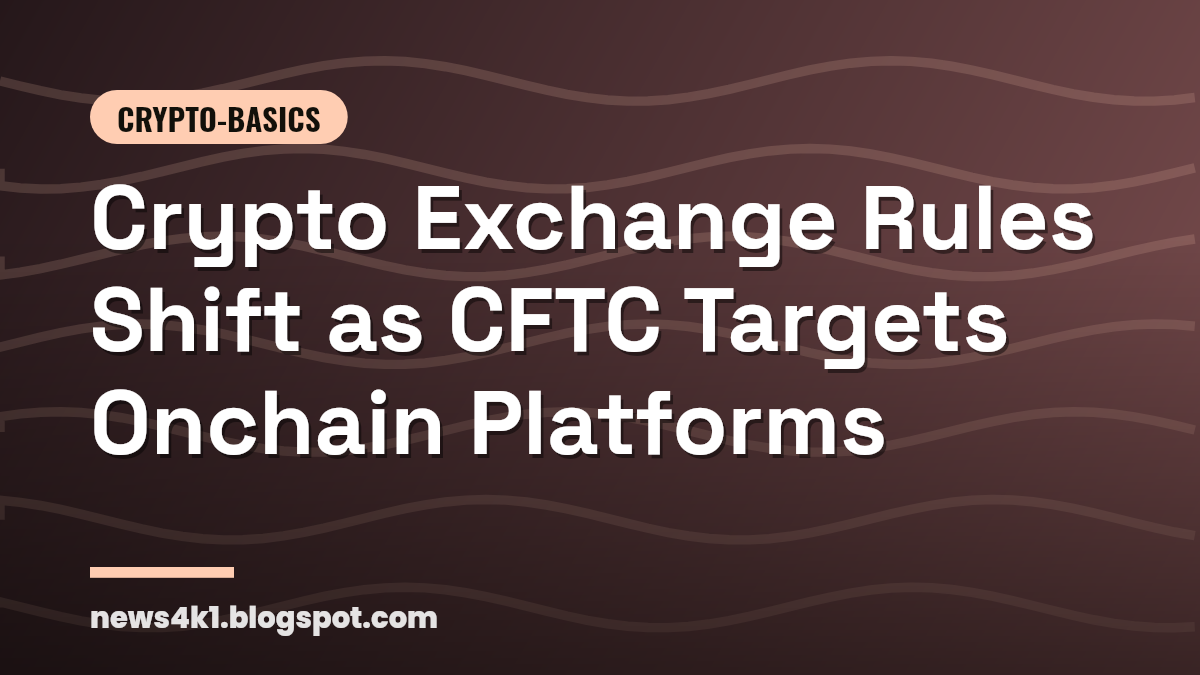 CRYPTO-BASICS
Crypto Exchange Rules
Shift as CFTC Targets
Onchain Platforms
news4k1.blogspot.com